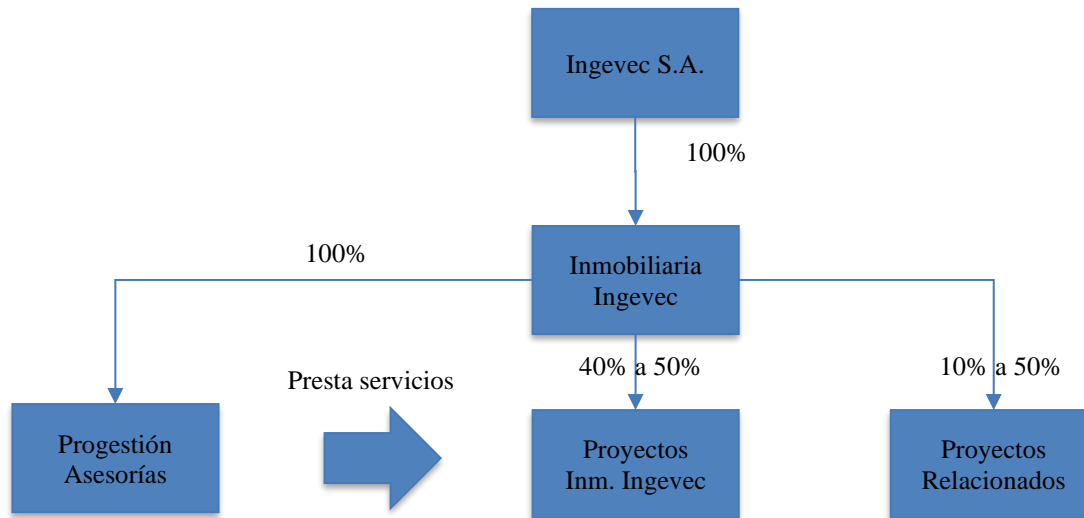 Ingevec S.A.
100%
100%
Inmobiliaria
Ingevec
40% a 50%
10% a 50%
Presta servicios
Progestión
Asesorías
Proyectos
Inm. Ingevec
Proyectos
Relacionados